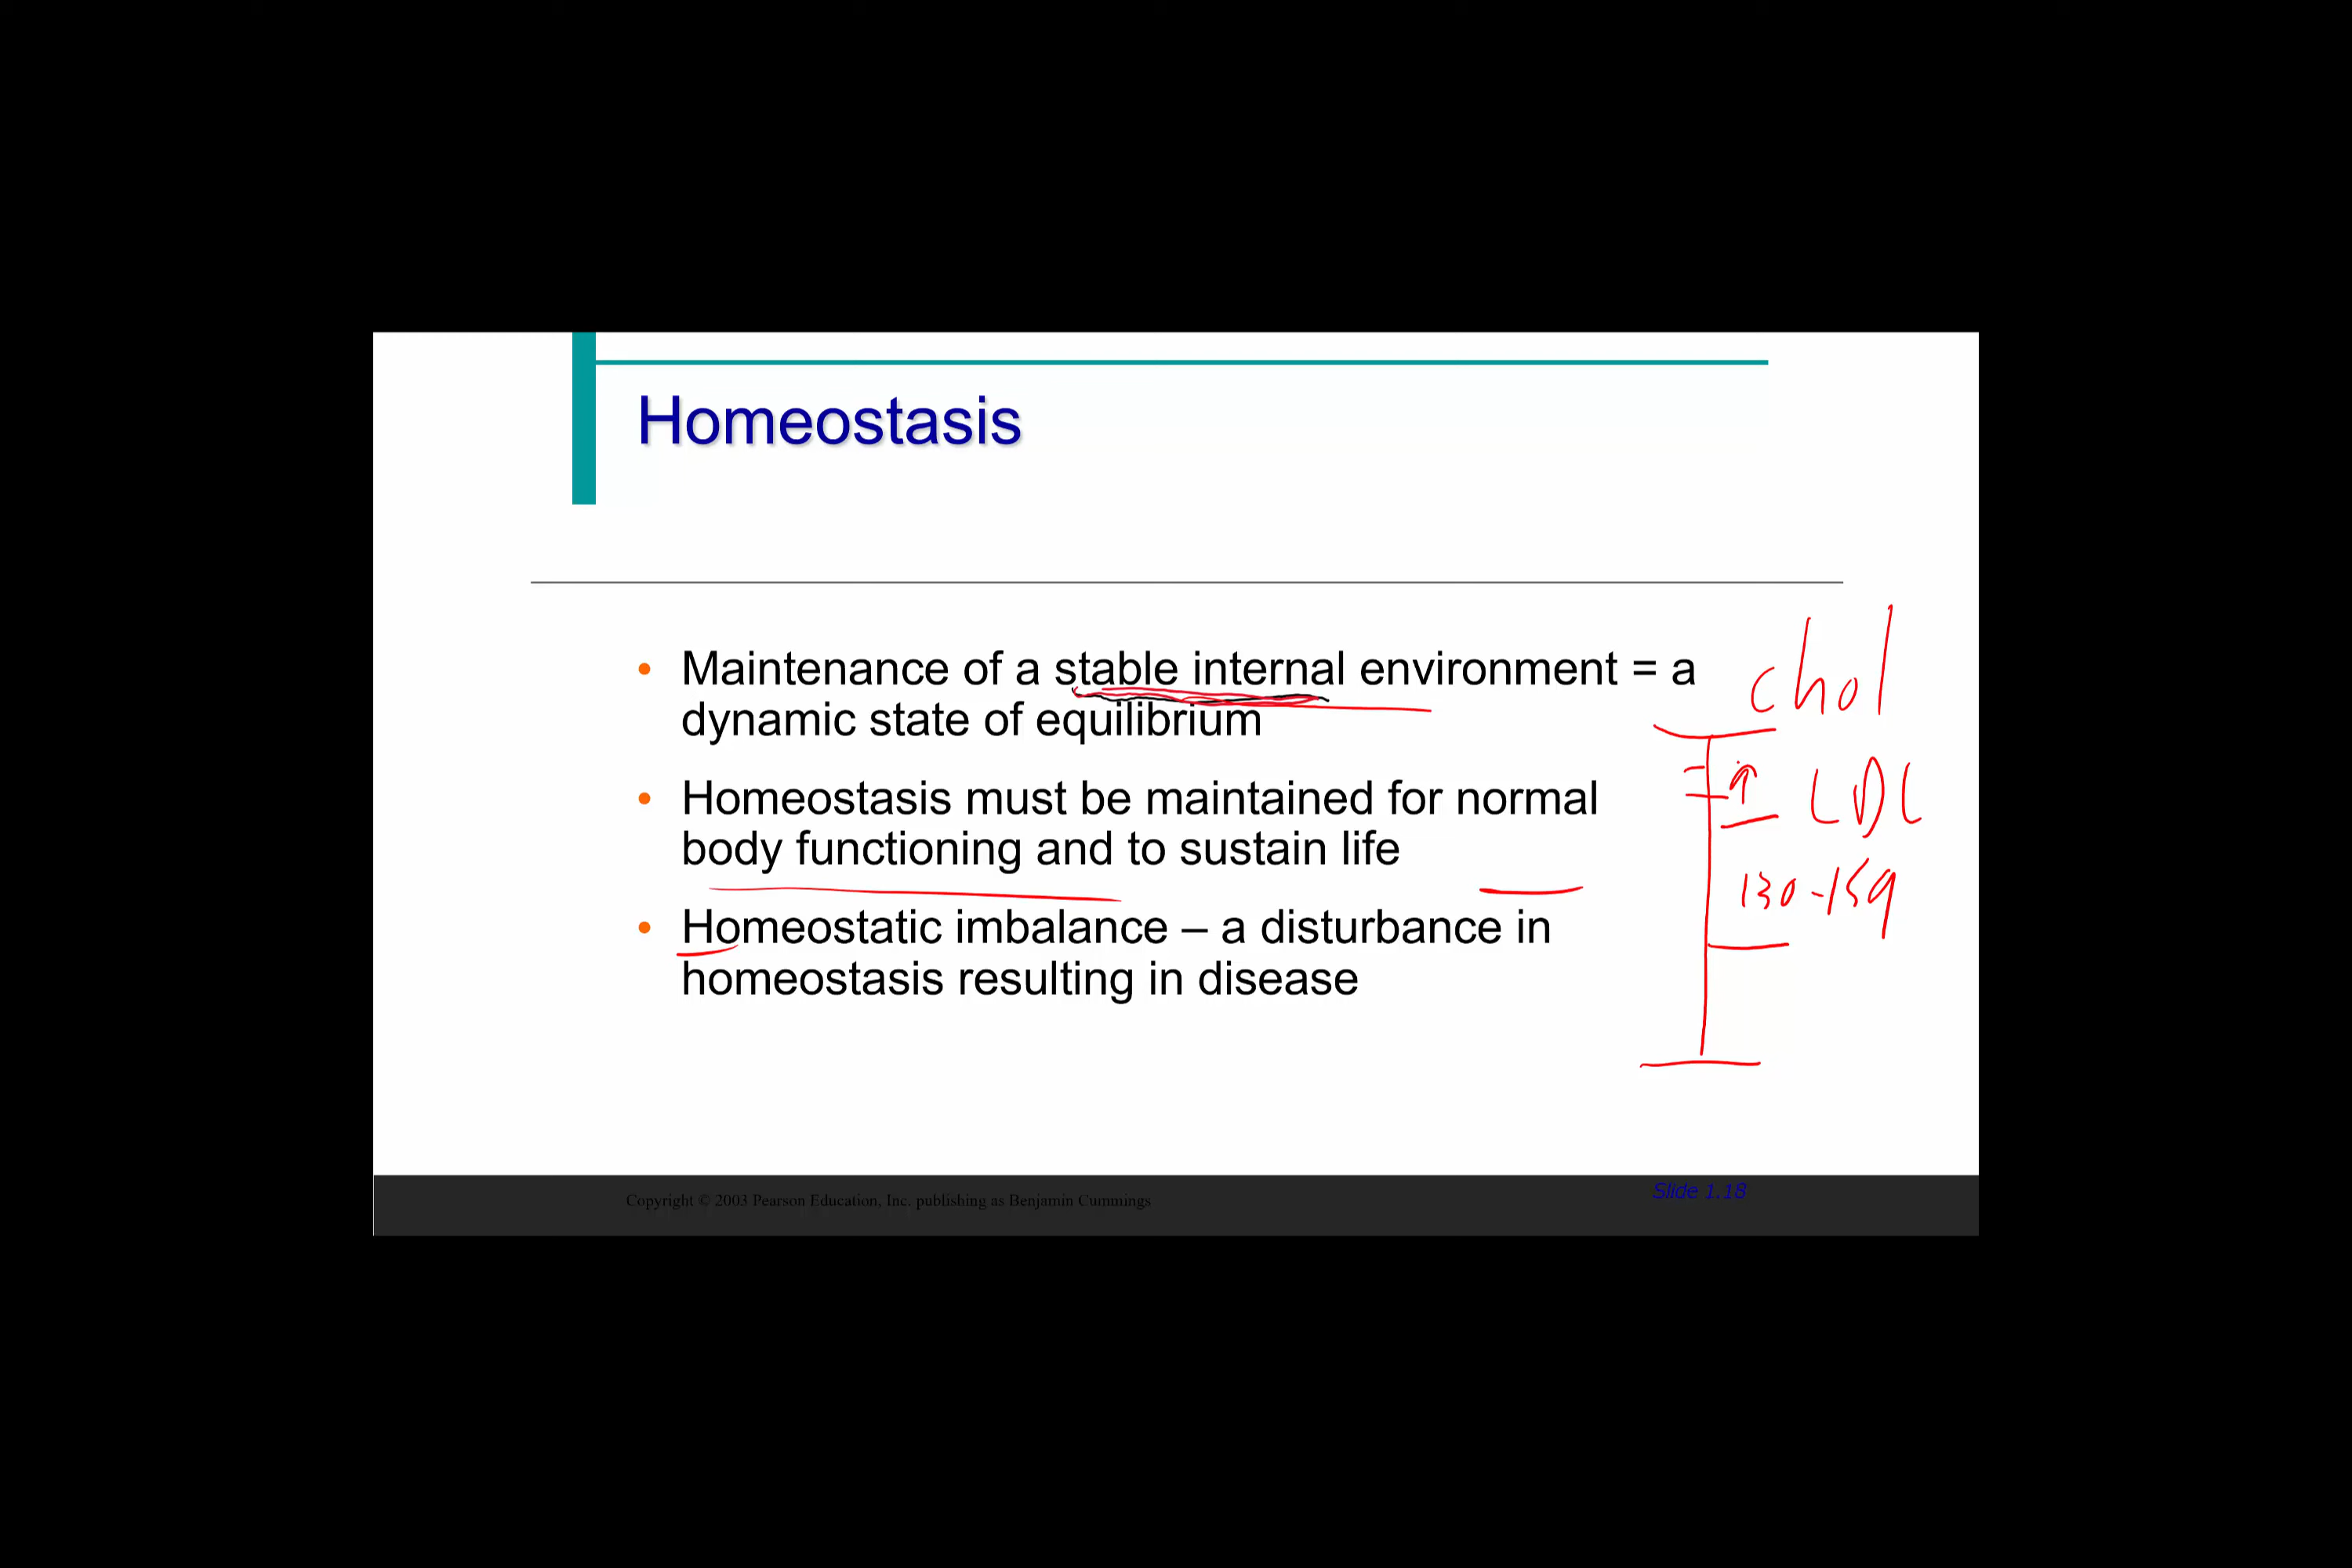 Homeostasis
• Maintenance of a stable internal environment = a
dynamic state of equilibrium
• Homeostasis must be maintained for normal
body functioning and to sustain life
• Homeostatic imbalance – a disturbance in
homeostasis resulting in disease
chol
↑ LDL
130-159
Copyright © 2003 Pearson Education, Inc. publishing as Benjamin Cummings
Slide 1.18